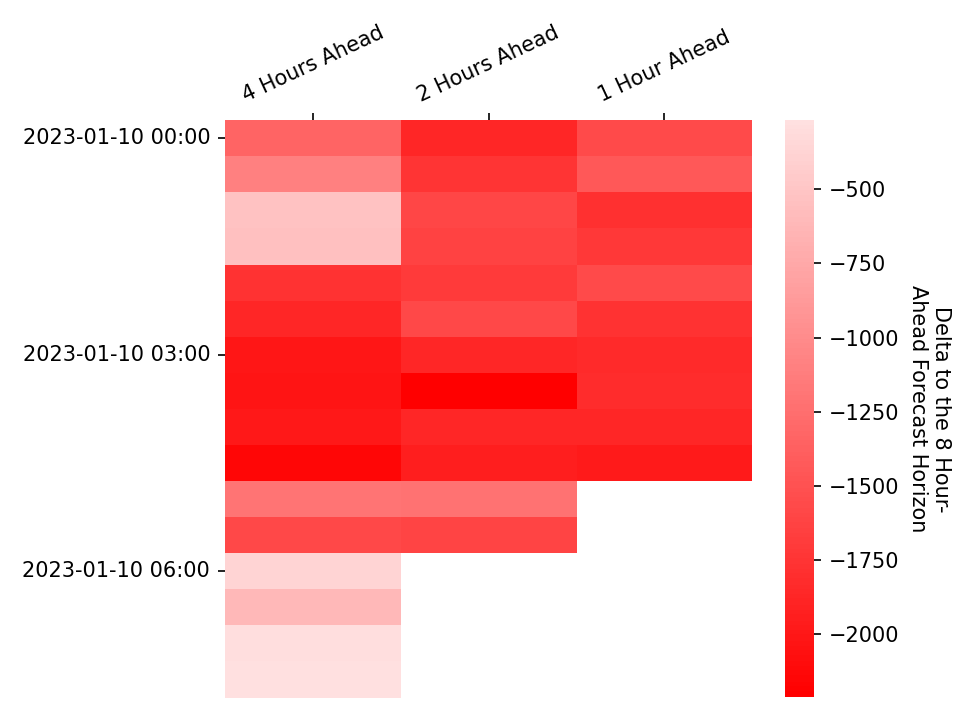 4 Hours Ahead
2 Hours Ahead
1 Hour Ahead
2023-01-10 00:00
2023-01-10 03:00
2023-01-10 06:00
−500
−750
−1000
−1250
−1500
−1750
−2000
Delta to the 8 Hour-
Ahead Forecast Horizon